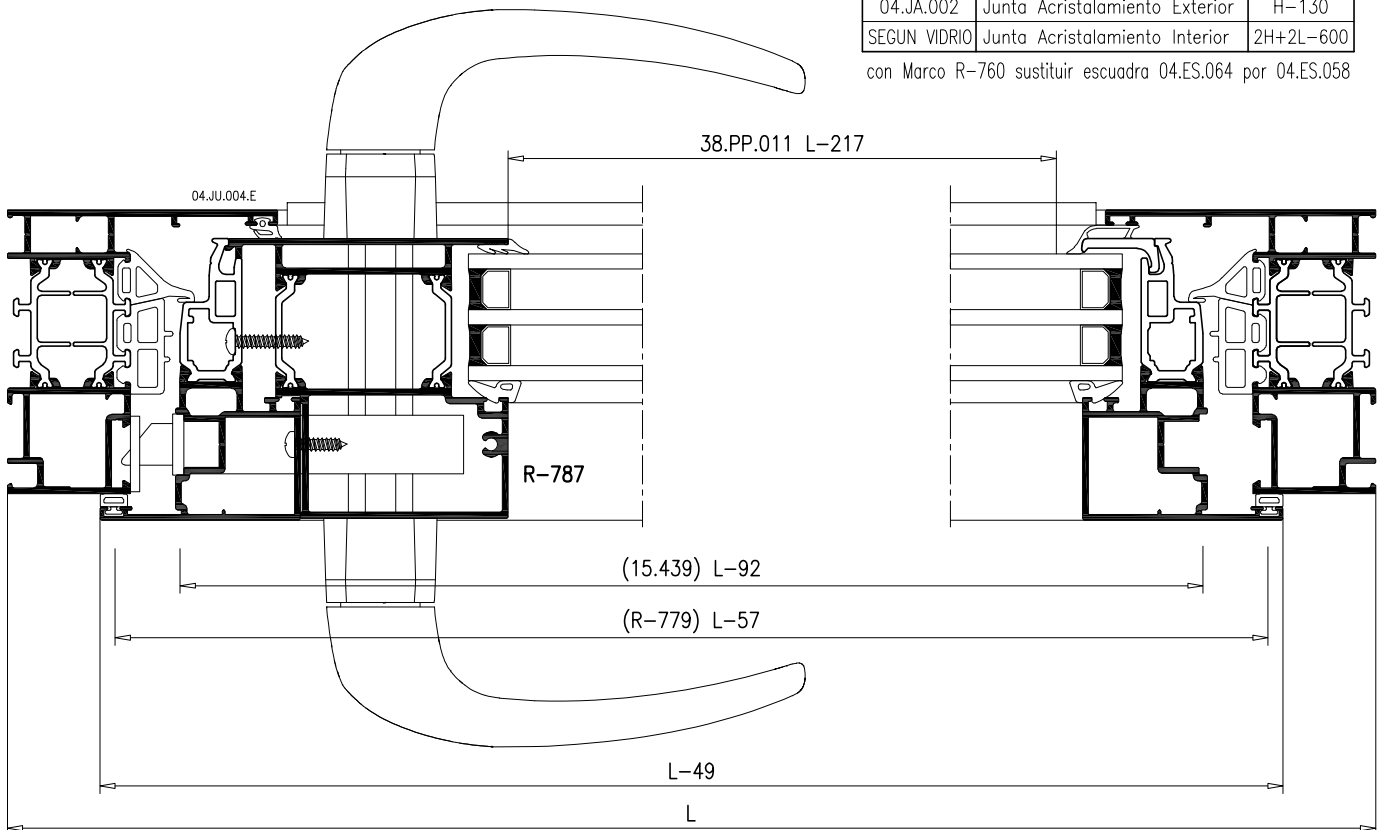 04.JA.002 Junta Acristalamiento Exterior H-130
SEGUN VIDRIO Junta Acristalamiento Interior 2H+2L-600
con Marco R-760 sustituir escuadra 04.ES.064 por 04.ES.058
38.PP.011 L-217
04.JU.004.E
R-787
(15.439) L-92
(R-779) L-57
L-49
L